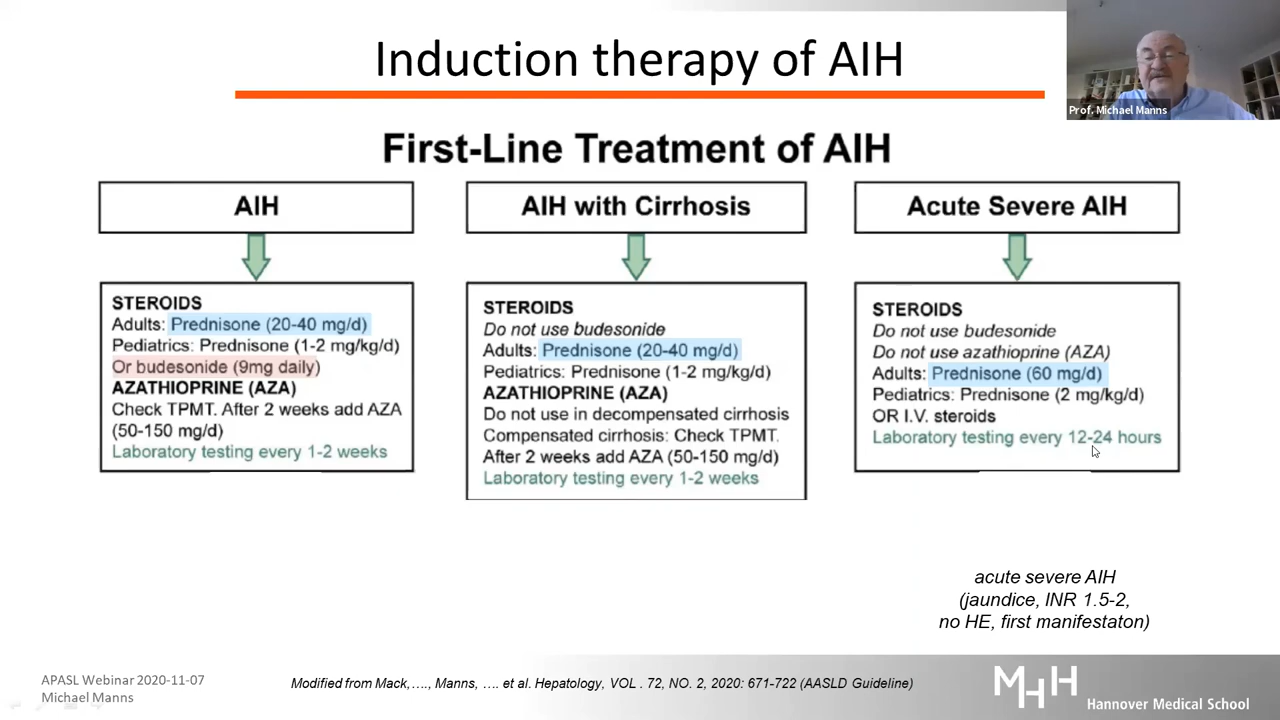 Induction therapy of AIH
Prof. Michael Manns
First-Line Treatment of AIH
AIH
STEROIDS
Adults: Prednisone (20-40 mg/d)
Pediatrics: Prednisone (1-2 mg/kg/d)
Or budesonide (9mg daily)
AZATHIOPRINE (AZA)
Check TPMT. After 2 weeks add AZA
(50-150 mg/d)
Laboratory testing every 1-2 weeks
AIH with Cirrhosis
STEROIDS
Do not use budesonide
Adults: Prednisone (20-40 mg/d)
Pediatrics: Prednisone (1-2 mg/kg/d)
AZATHIOPRINE (AZA)
Do not use in decompensated cirrhosis
Compensated cirrhosis: Check TPMT.
After 2 weeks add AZA (50-150 mg/d)
Laboratory testing every 1-2 weeks
Acute Severe AIH
STEROIDS
Do not use budesonide
Do not use azathioprine (AZA)
Adults: Prednisone (60 mg/d)
Pediatrics: Prednisone (2 mg/kg/d)
OR I.V. steroids
Laboratory testing every 12-24 hours
acute severe AIH
(jaundice, INR 1.5-2,
no HE, first manifestaton)
APASL Webinar 2020-11-07
Michael Manns
Modified from Mack,...., Manns, .... et al. Hepatology, VOL . 72, NO. 2, 2020: 671-722 (AASLD Guideline)
MHH
Hannover Medical School